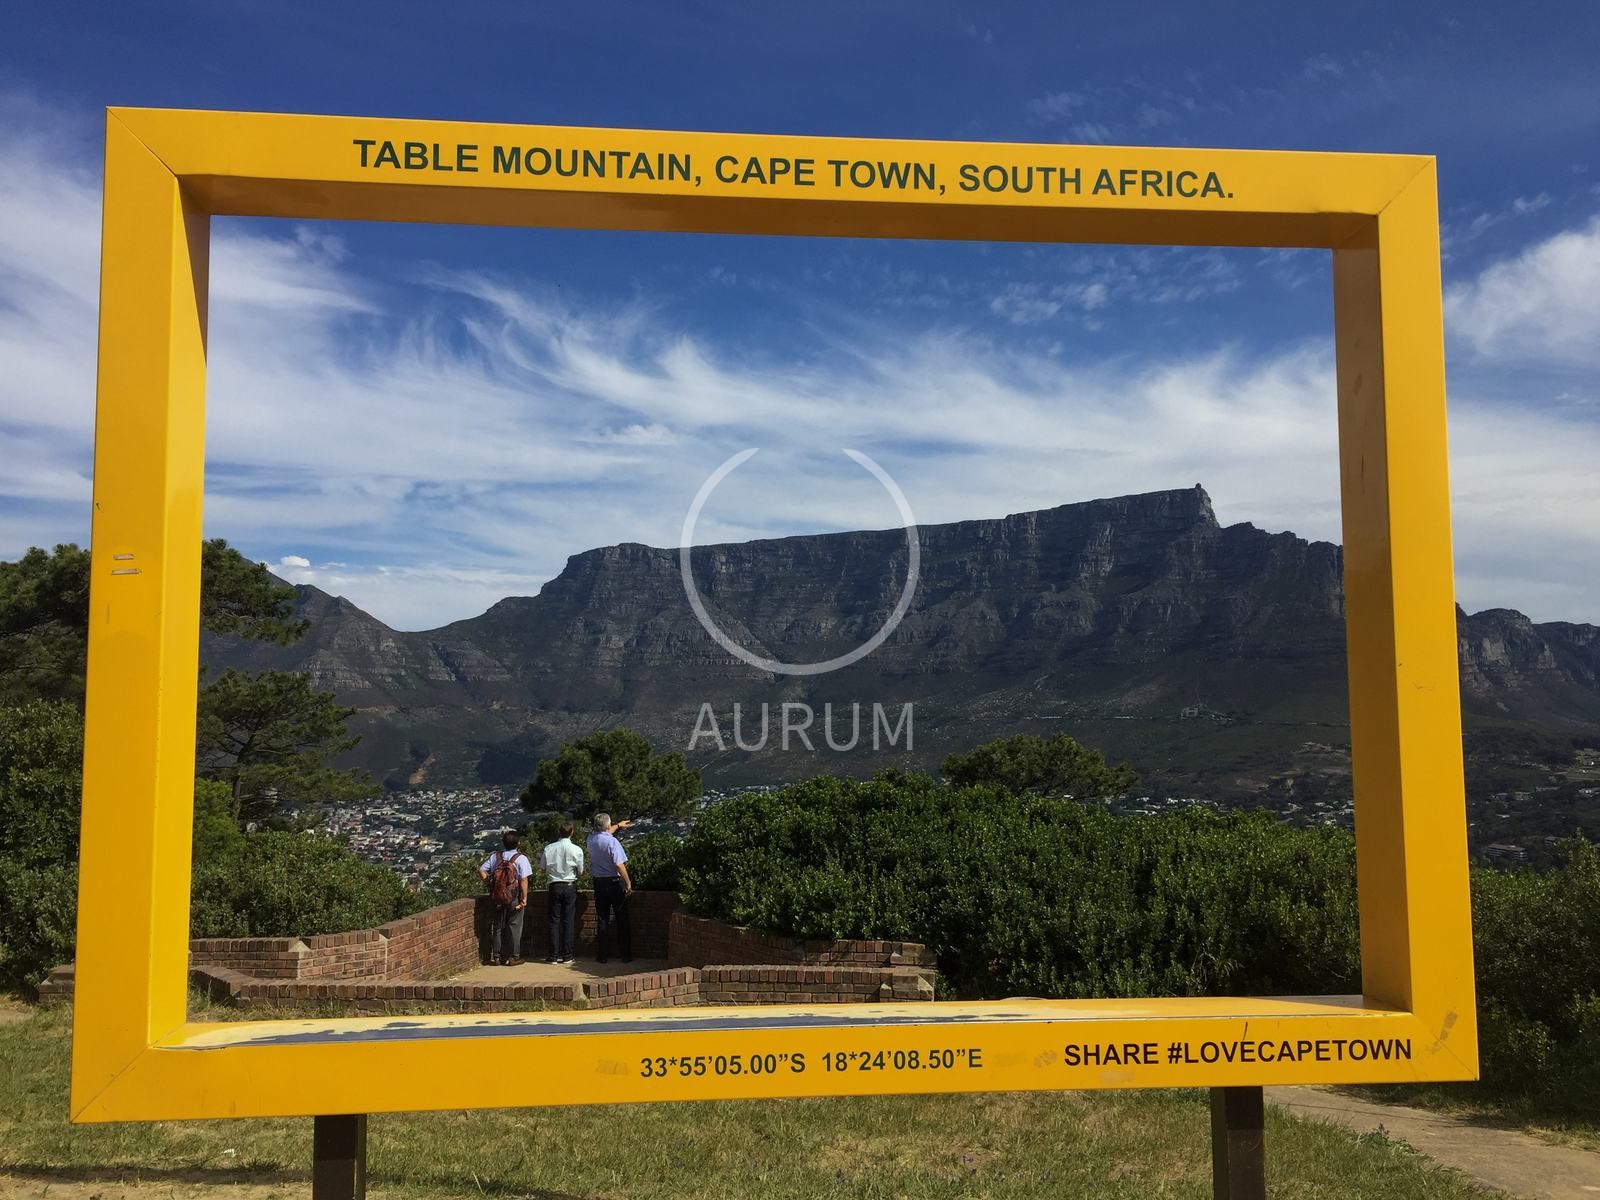 TABLE MOUNTAIN, CAPE TOWN, SOUTH AFRICA.
AURUM
33*55’05.00”S 18*24’08.50”E SHARE #LOVECAPETOWN